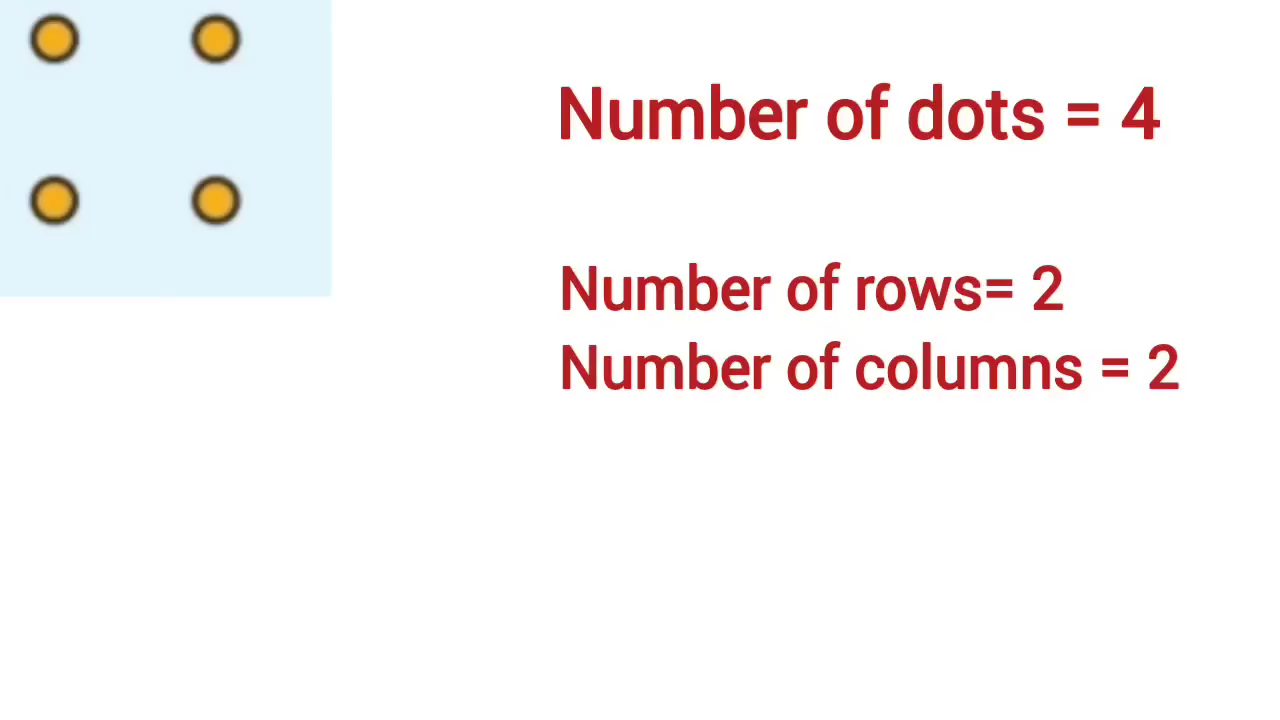 Number of dots = 4
Number of rows= 2
Number of columns = 2